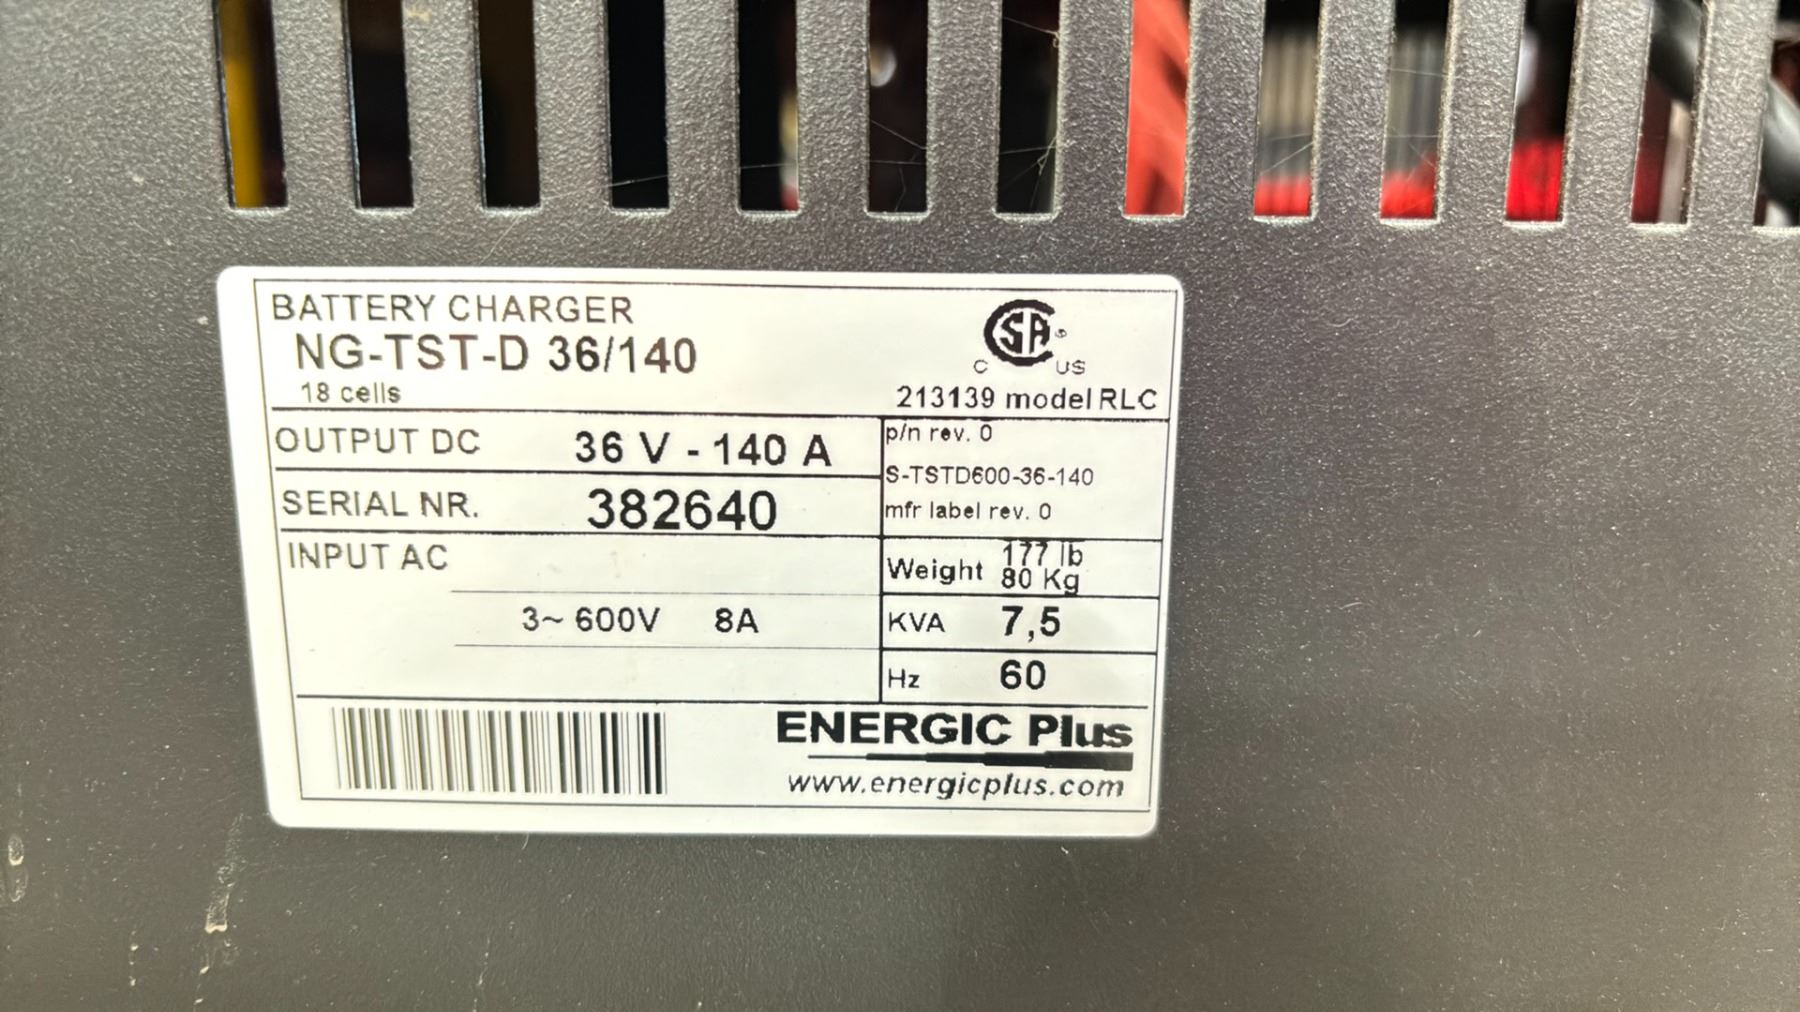 BATTERY CHARGER
NG-TST-D 36/140
18 cells
CSA®
C US
213139 model RLC
OUTPUT DC 36 V - 140 A
p/n rev. 0
S-TSTD600-36-140
mfr label rev. 0
SERIAL NR. 382640
INPUT AC
3~ 600V 8A
Weight 177 lb
80 Kg
KVA 7,5
Hz 60
ENERGIC Plus
www.energicplus.com